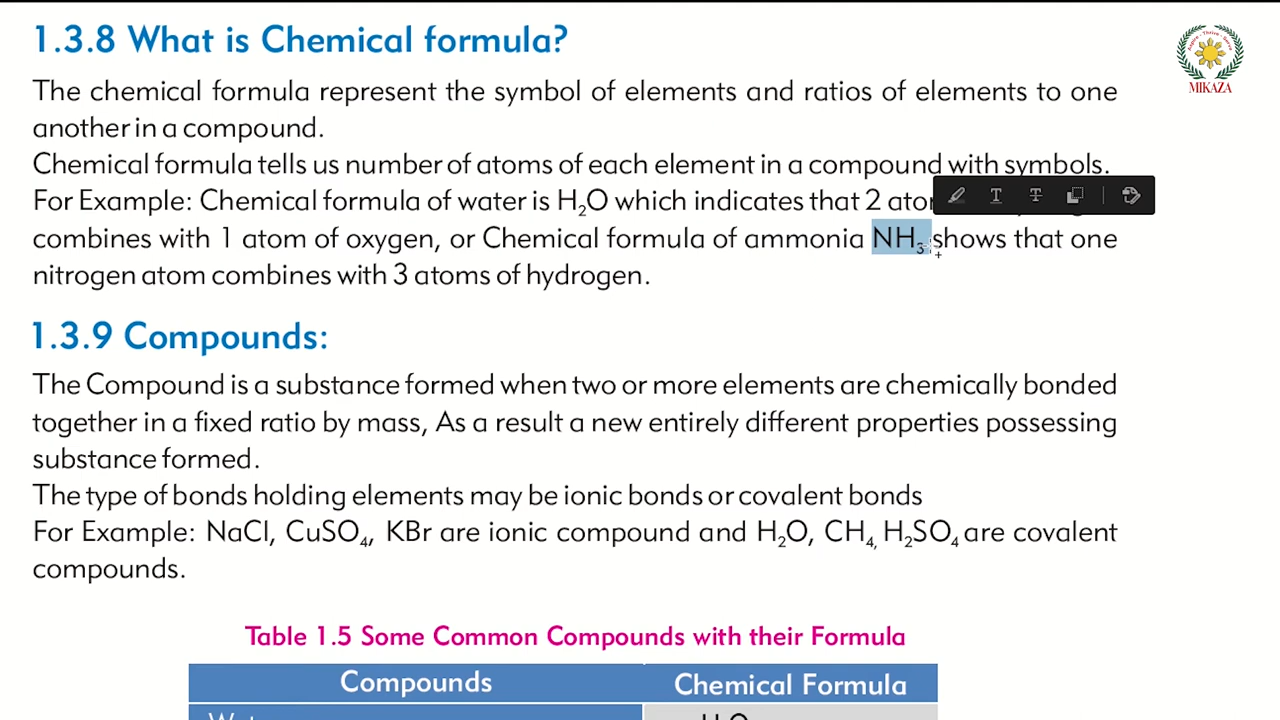 1.3.8 What is Chemical formula?
MIKAZA
The chemical formula represent the symbol of elements and ratios of elements to one
another in a compound.
Chemical formula tells us number of atoms of each element in a compound with symbols.
For Example: Chemical formula of water is H₂O which indicates that 2
combines with 1 atom of oxygen, or Chemical formula of ammonia NH₃ shows that one
nitrogen atom combines with 3 atoms of hydrogen.
1.3.9 Compounds:
The Compound is a substance formed when two or more elements are chemically bonded
together in a fixed ratio by mass, As a result a new entirely different properties possessing
substance formed.
The type of bonds holding elements may be ionic bonds or covalent bonds
For Example: NaCl, CuSO₄, KBr are ionic compound and H₂O, CH₄, H₂SO₄ are covalent
compounds.
Table 1.5 Some Common Compounds with their Formula
Compounds Chemical Formula